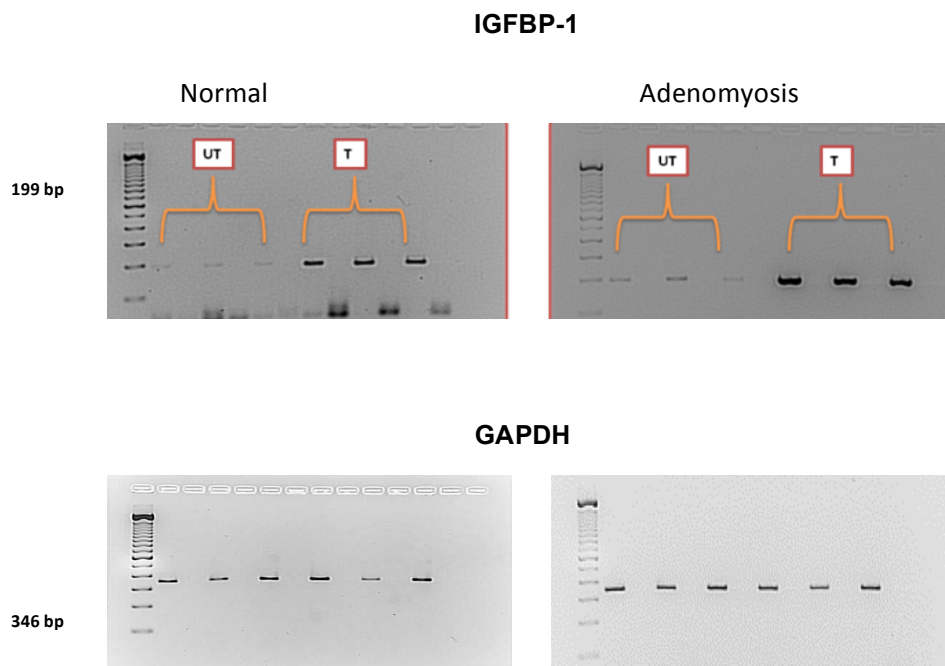 IGFBP-1
Normal
Adenomyosis
UT
T
UT
T
199 bp
GAPDH
346 bp